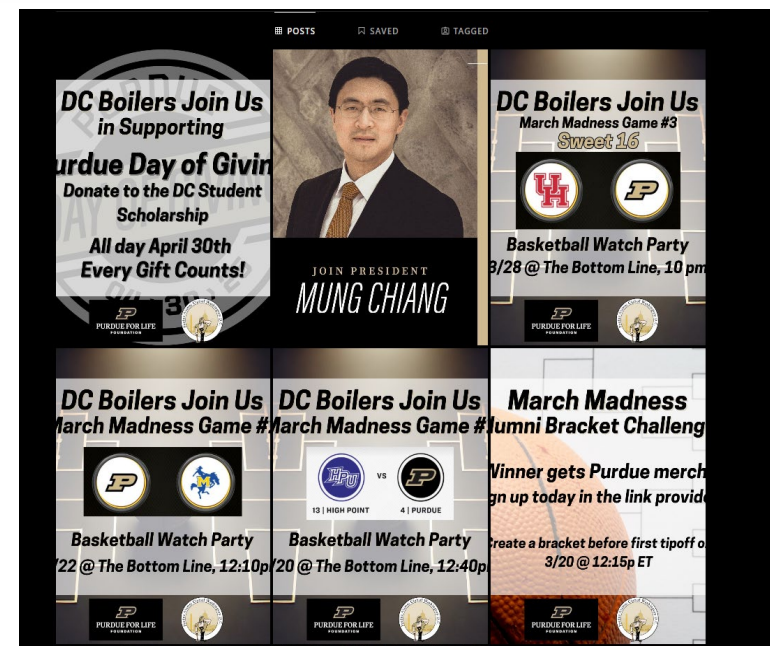 POSTS
SAVED
TAGGED
DC Boilers Join Us
in Supporting
urdue Day of Givin
Donate to the DC Student
Scholarship
All day April 30th
Every Gift Counts!
P
PURDUE FOR LIFE
FOUNDATION
JOIN PRESIDENT
MUNG CHIANG
DC Boilers Join Us
March Madness Game #3
Sweet 16
UH
P
Basketball Watch Party
3/28 @ The Bottom Line, 10 pm
P
PURDUE FOR LIFE
FOUNDATION
DC Boilers Join Us
March Madness Game #
P
M
Basketball Watch Party
/22 @ The Bottom Line, 12:10p
P
PURDUE FOR LIFE
FOUNDATION
DC Boilers Join Us
March Madness Game #
HPU
VS
P
13 | HIGH POINT
4 | PURDUE
Basketball Watch Party
/20 @ The Bottom Line, 12:40p
P
PURDUE FOR LIFE
FOUNDATION
March Madness
lumni Bracket Challeng
Winner gets Purdue merch
gn up today in the link provide
Create a bracket before first tipoff o
3/20 @ 12:15p ET
P
PURDUE FOR LIFE
FOUNDATION